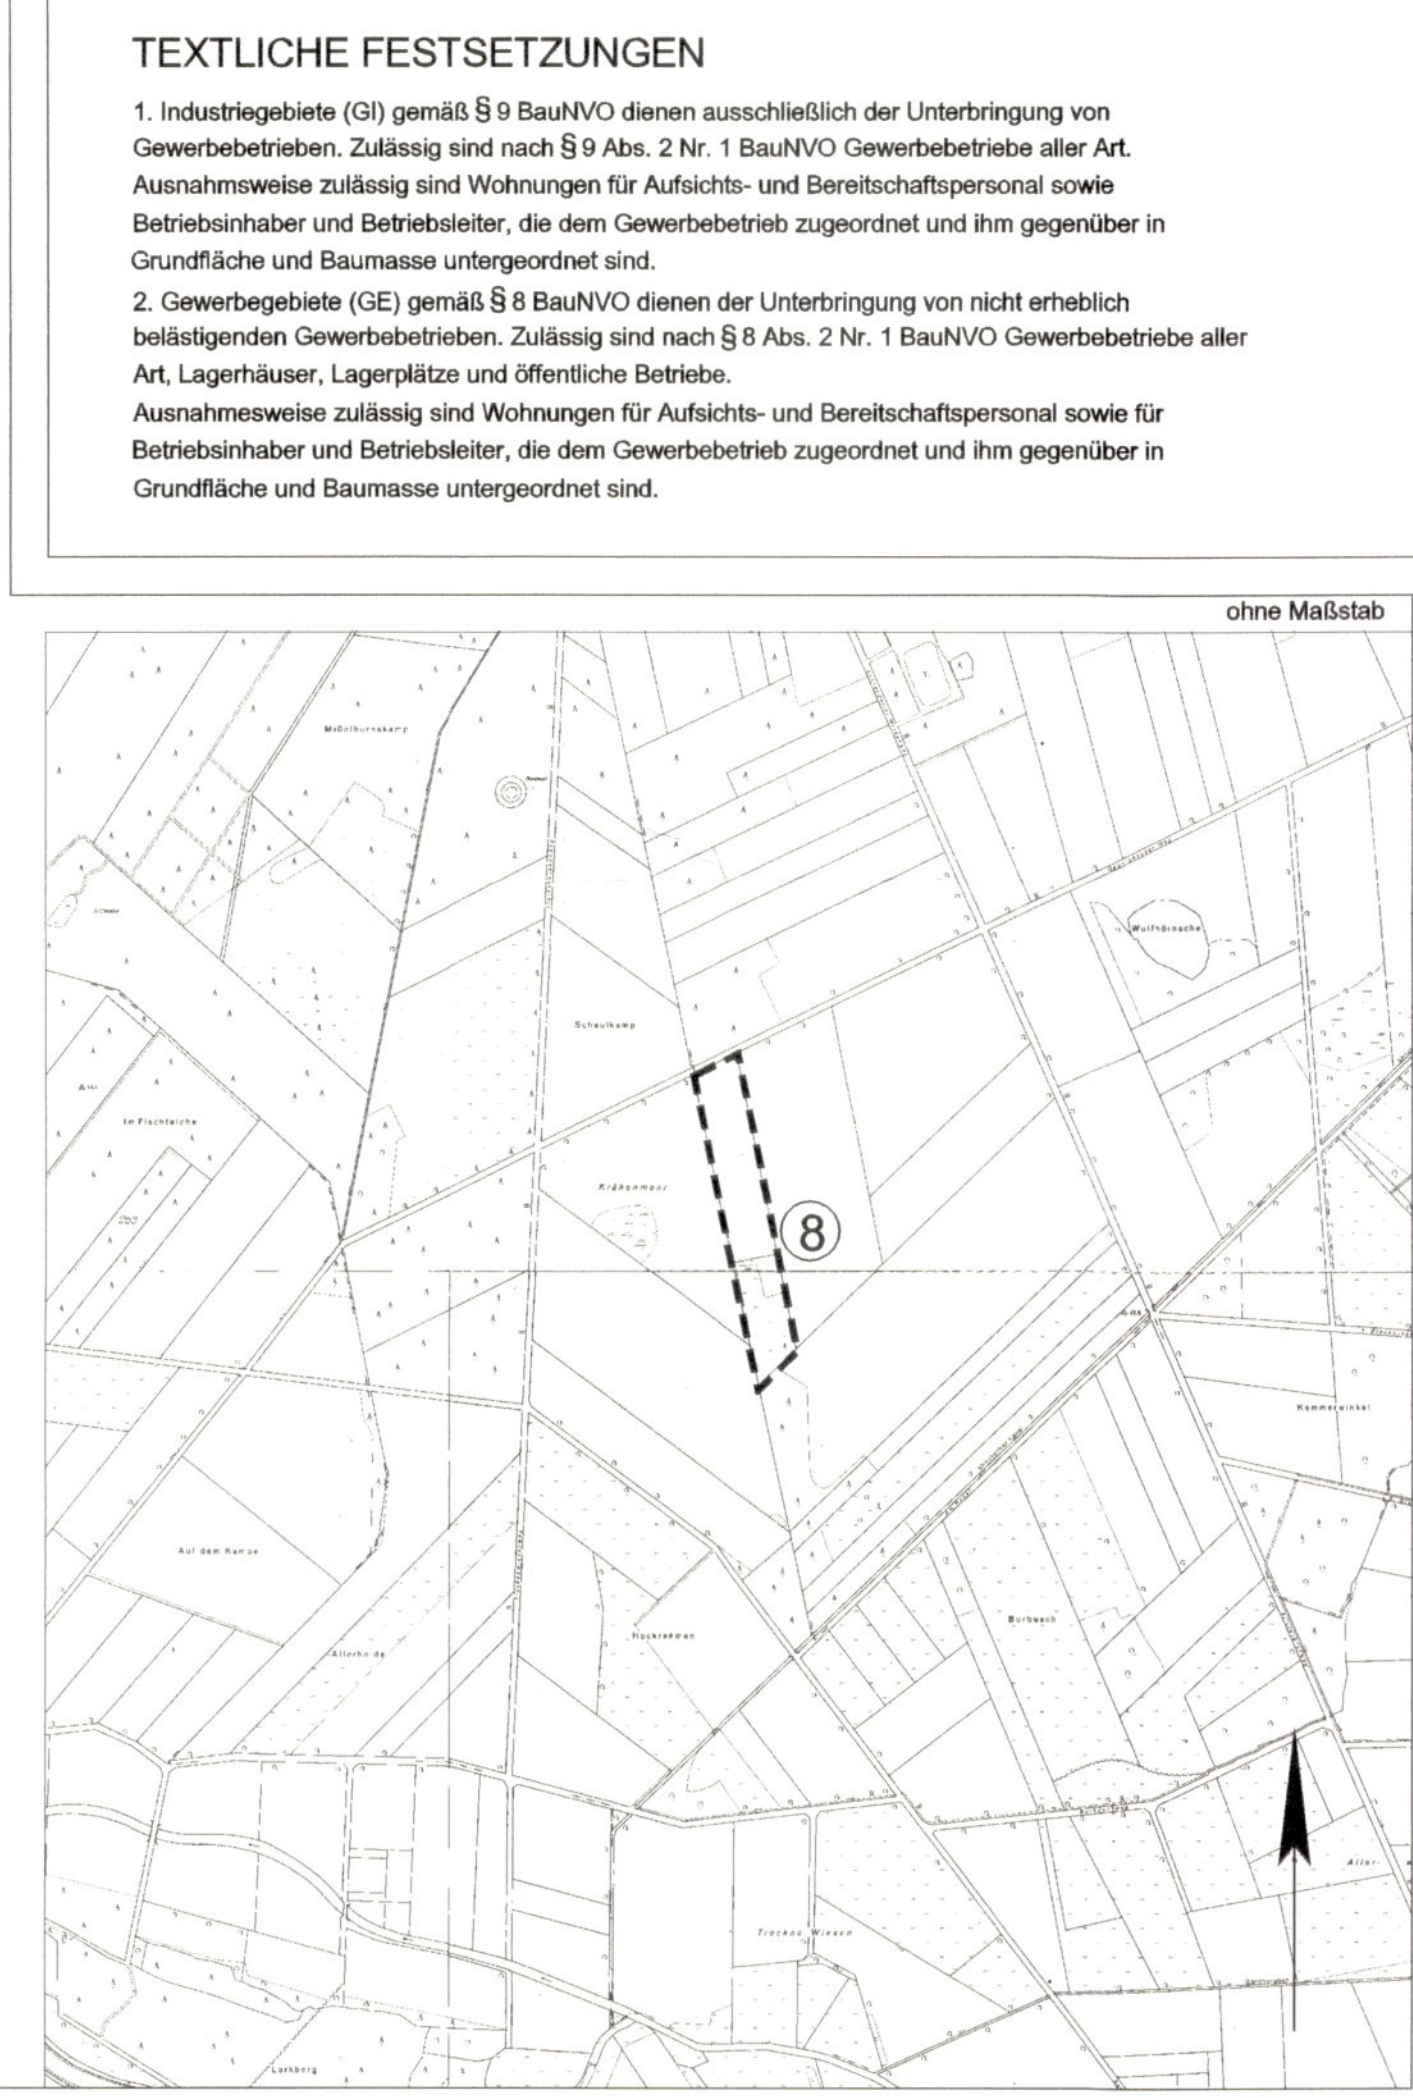 TEXTLICHE FESTSETZUNGEN
1. Industriegebiete (GI) gemäß § 9 BauNVO dienen ausschließlich der Unterbringung von
Gewerbebetrieben. Zulässig sind nach § 9 Abs. 2 Nr. 1 BauNVO Gewerbebetriebe aller Art.
Ausnahmsweise zulässig sind Wohnungen für Aufsichts- und Bereitschaftspersonal sowie
Betriebsinhaber und Betriebsleiter, die dem Gewerbebetrieb zugeordnet und ihm gegenüber in
Grundfläche und Baumasse untergeordnet sind.
2. Gewerbegebiete (GE) gemäß § 8 BauNVO dienen der Unterbringung von nicht erheblich
belästigenden Gewerbebetrieben. Zulässig sind nach § 8 Abs. 2 Nr. 1 BauNVO Gewerbebetriebe aller
Art, Lagerhäuser, Lagerplätze und öffentliche Betriebe.
Ausnahmesweise zulässig sind Wohnungen für Aufsichts- und Bereitschaftspersonal sowie für
Betriebsinhaber und Betriebsleiter, die dem Gewerbebetrieb zugeordnet und ihm gegenüber in
Grundfläche und Baumasse untergeordnet sind.
ohne Maßstab
Wulfhörnsche
Schaulkamp
Im Fischteiche
Krähenmoor
8
Kammerwinkel
Auf dem Kampe
Burbusch
Allerheide
Aller-
Trockne Wiesen
Lorkberg